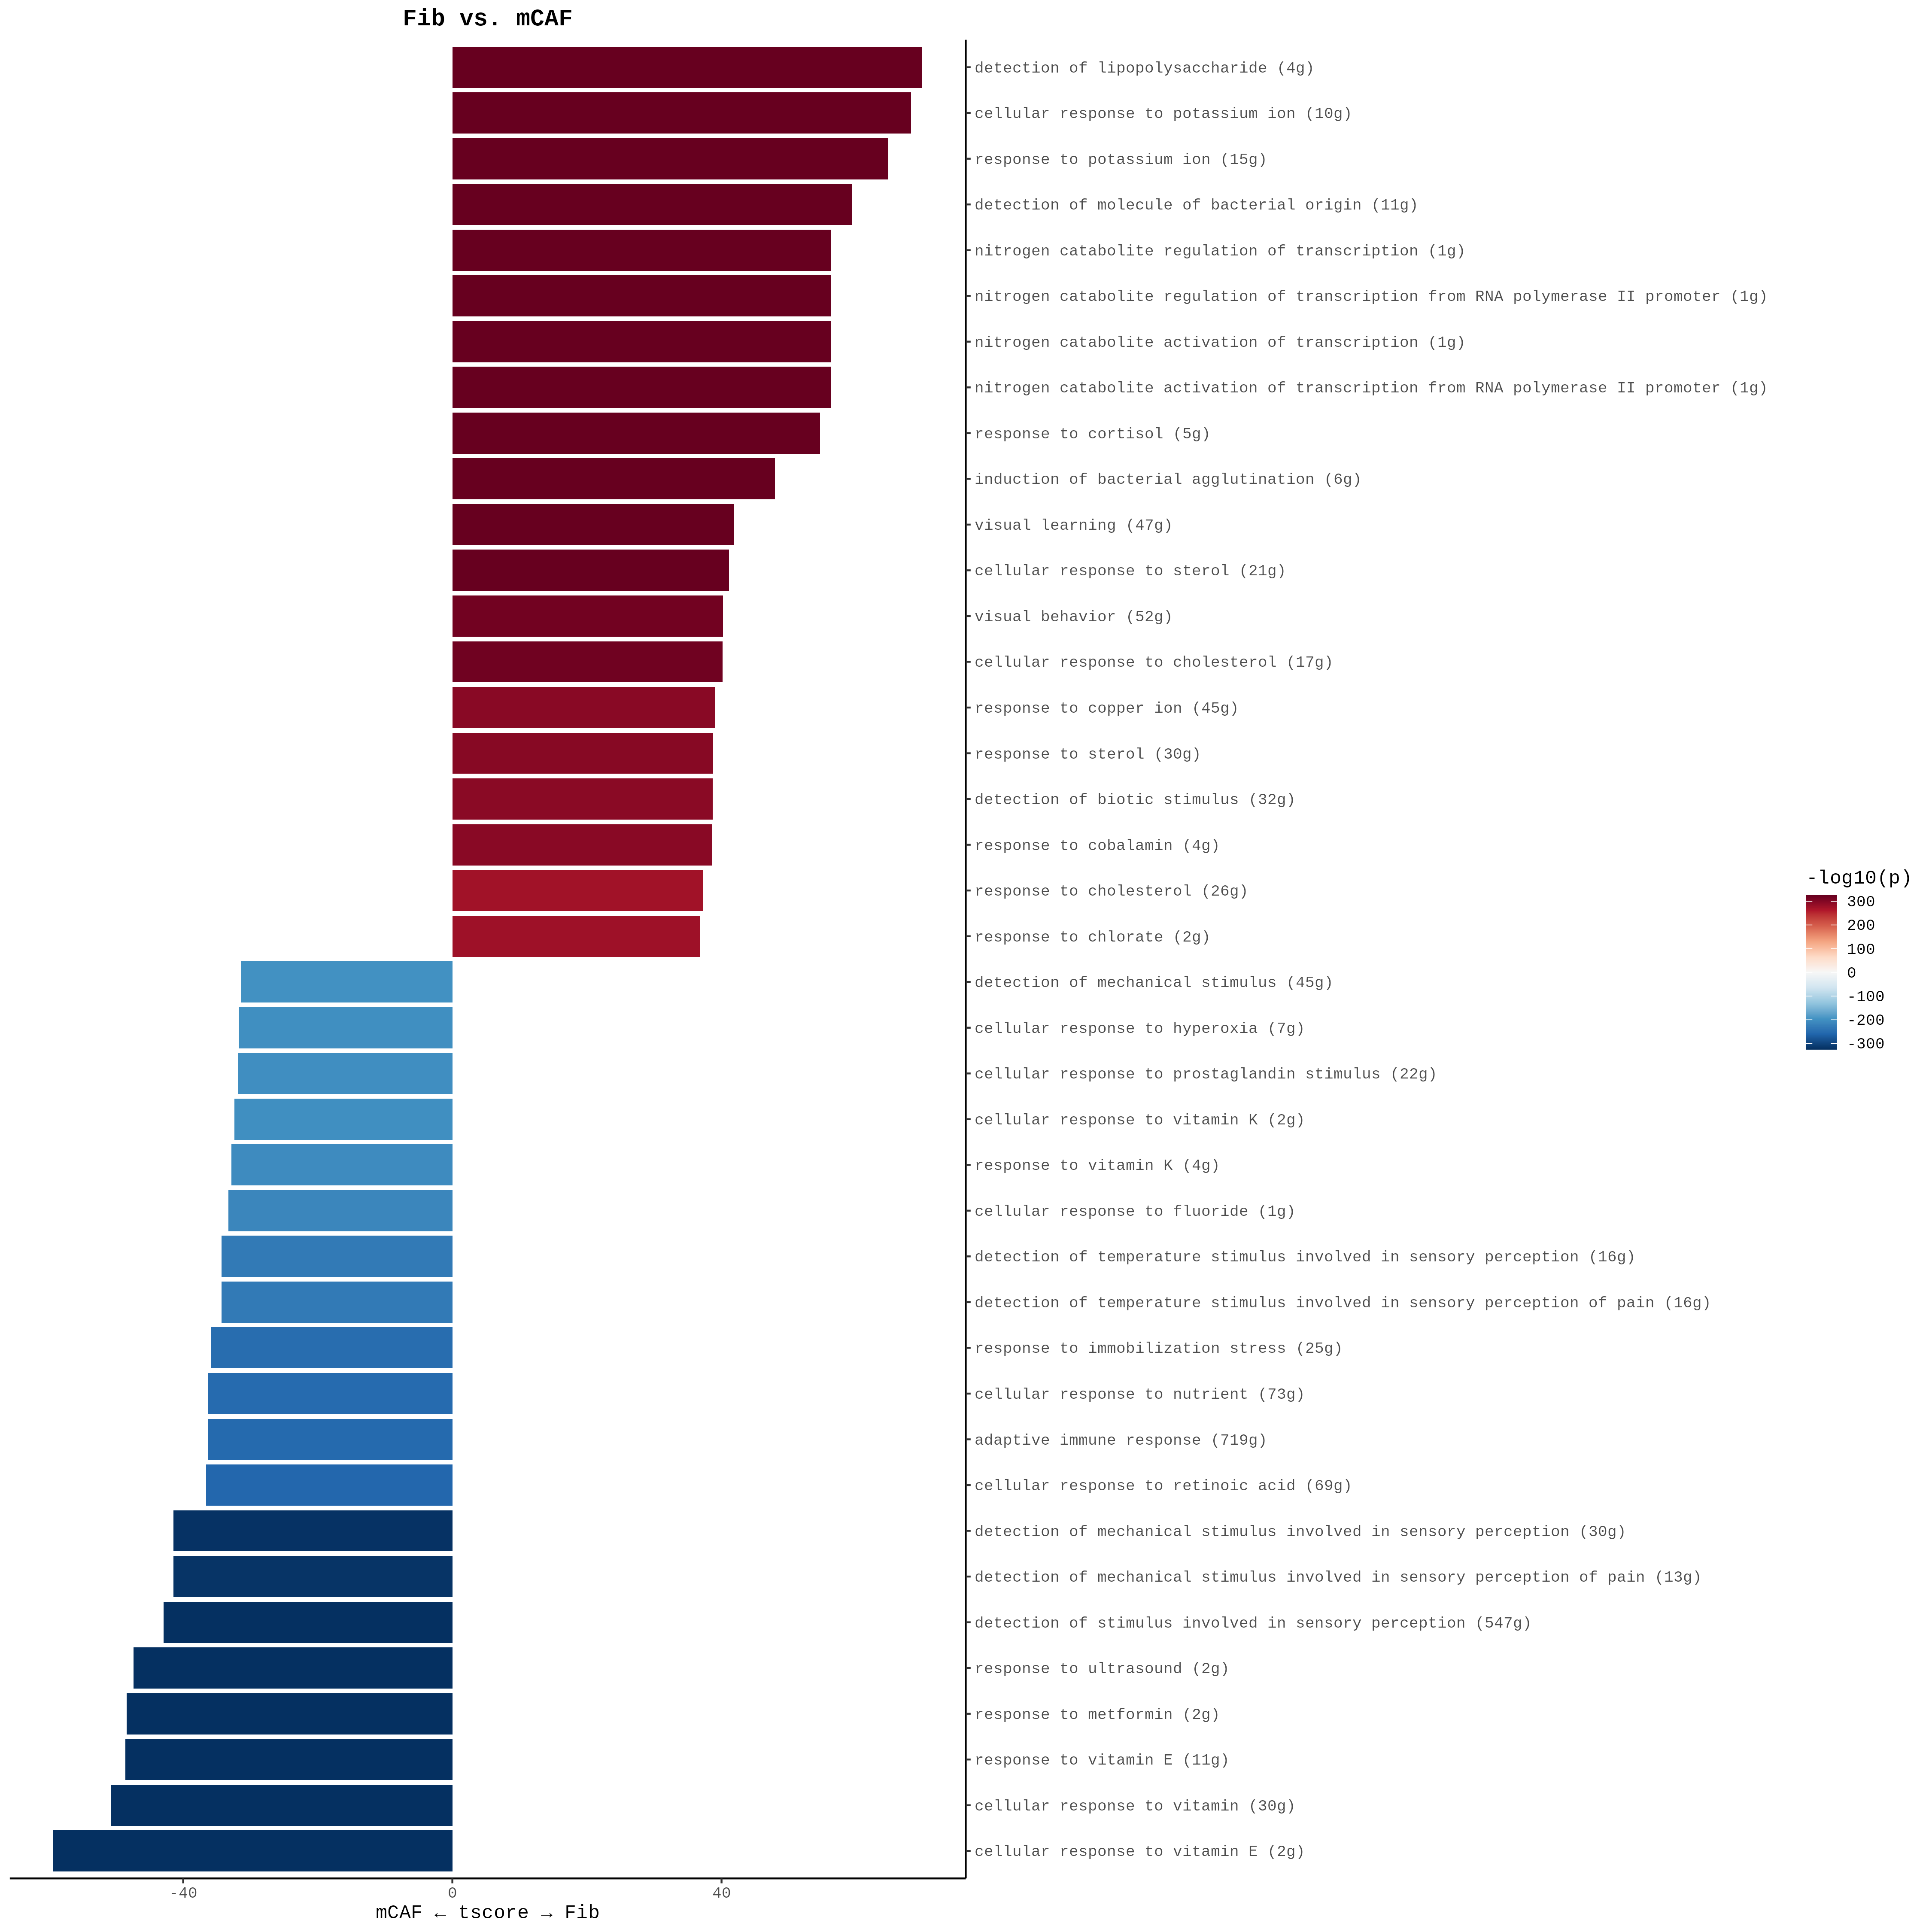 Fib vs. mCAF
detection of lipopolysaccharide (4g)
cellular response to potassium ion (10g)
response to potassium ion (15g)
detection of molecule of bacterial origin (11g)
nitrogen catabolite regulation of transcription (1g)
nitrogen catabolite regulation of transcription from RNA polymerase II promoter (1g)
nitrogen catabolite activation of transcription (1g)
nitrogen catabolite activation of transcription from RNA polymerase II promoter (1g)
response to cortisol (5g)
induction of bacterial agglutination (6g)
visual learning (47g)
cellular response to sterol (21g)
visual behavior (52g)
cellular response to cholesterol (17g)
response to copper ion (45g)
response to sterol (30g)
detection of biotic stimulus (32g)
response to cobalamin (4g)
response to cholesterol (26g)
response to chlorate (2g)
detection of mechanical stimulus (45g)
cellular response to hyperoxia (7g)
cellular response to prostaglandin stimulus (22g)
cellular response to vitamin K (2g)
response to vitamin K (4g)
cellular response to fluoride (1g)
detection of temperature stimulus involved in sensory perception (16g)
detection of temperature stimulus involved in sensory perception of pain (16g)
response to immobilization stress (25g)
cellular response to nutrient (73g)
adaptive immune response (719g)
cellular response to retinoic acid (69g)
detection of mechanical stimulus involved in sensory perception (30g)
detection of mechanical stimulus involved in sensory perception of pain (13g)
detection of stimulus involved in sensory perception (547g)
response to ultrasound (2g)
response to metformin (2g)
response to vitamin E (11g)
cellular response to vitamin (30g)
cellular response to vitamin E (2g)
-40 0 40
mCAF ← tscore → Fib
-log10(p)
300
200
100
0
-100
-200
-300